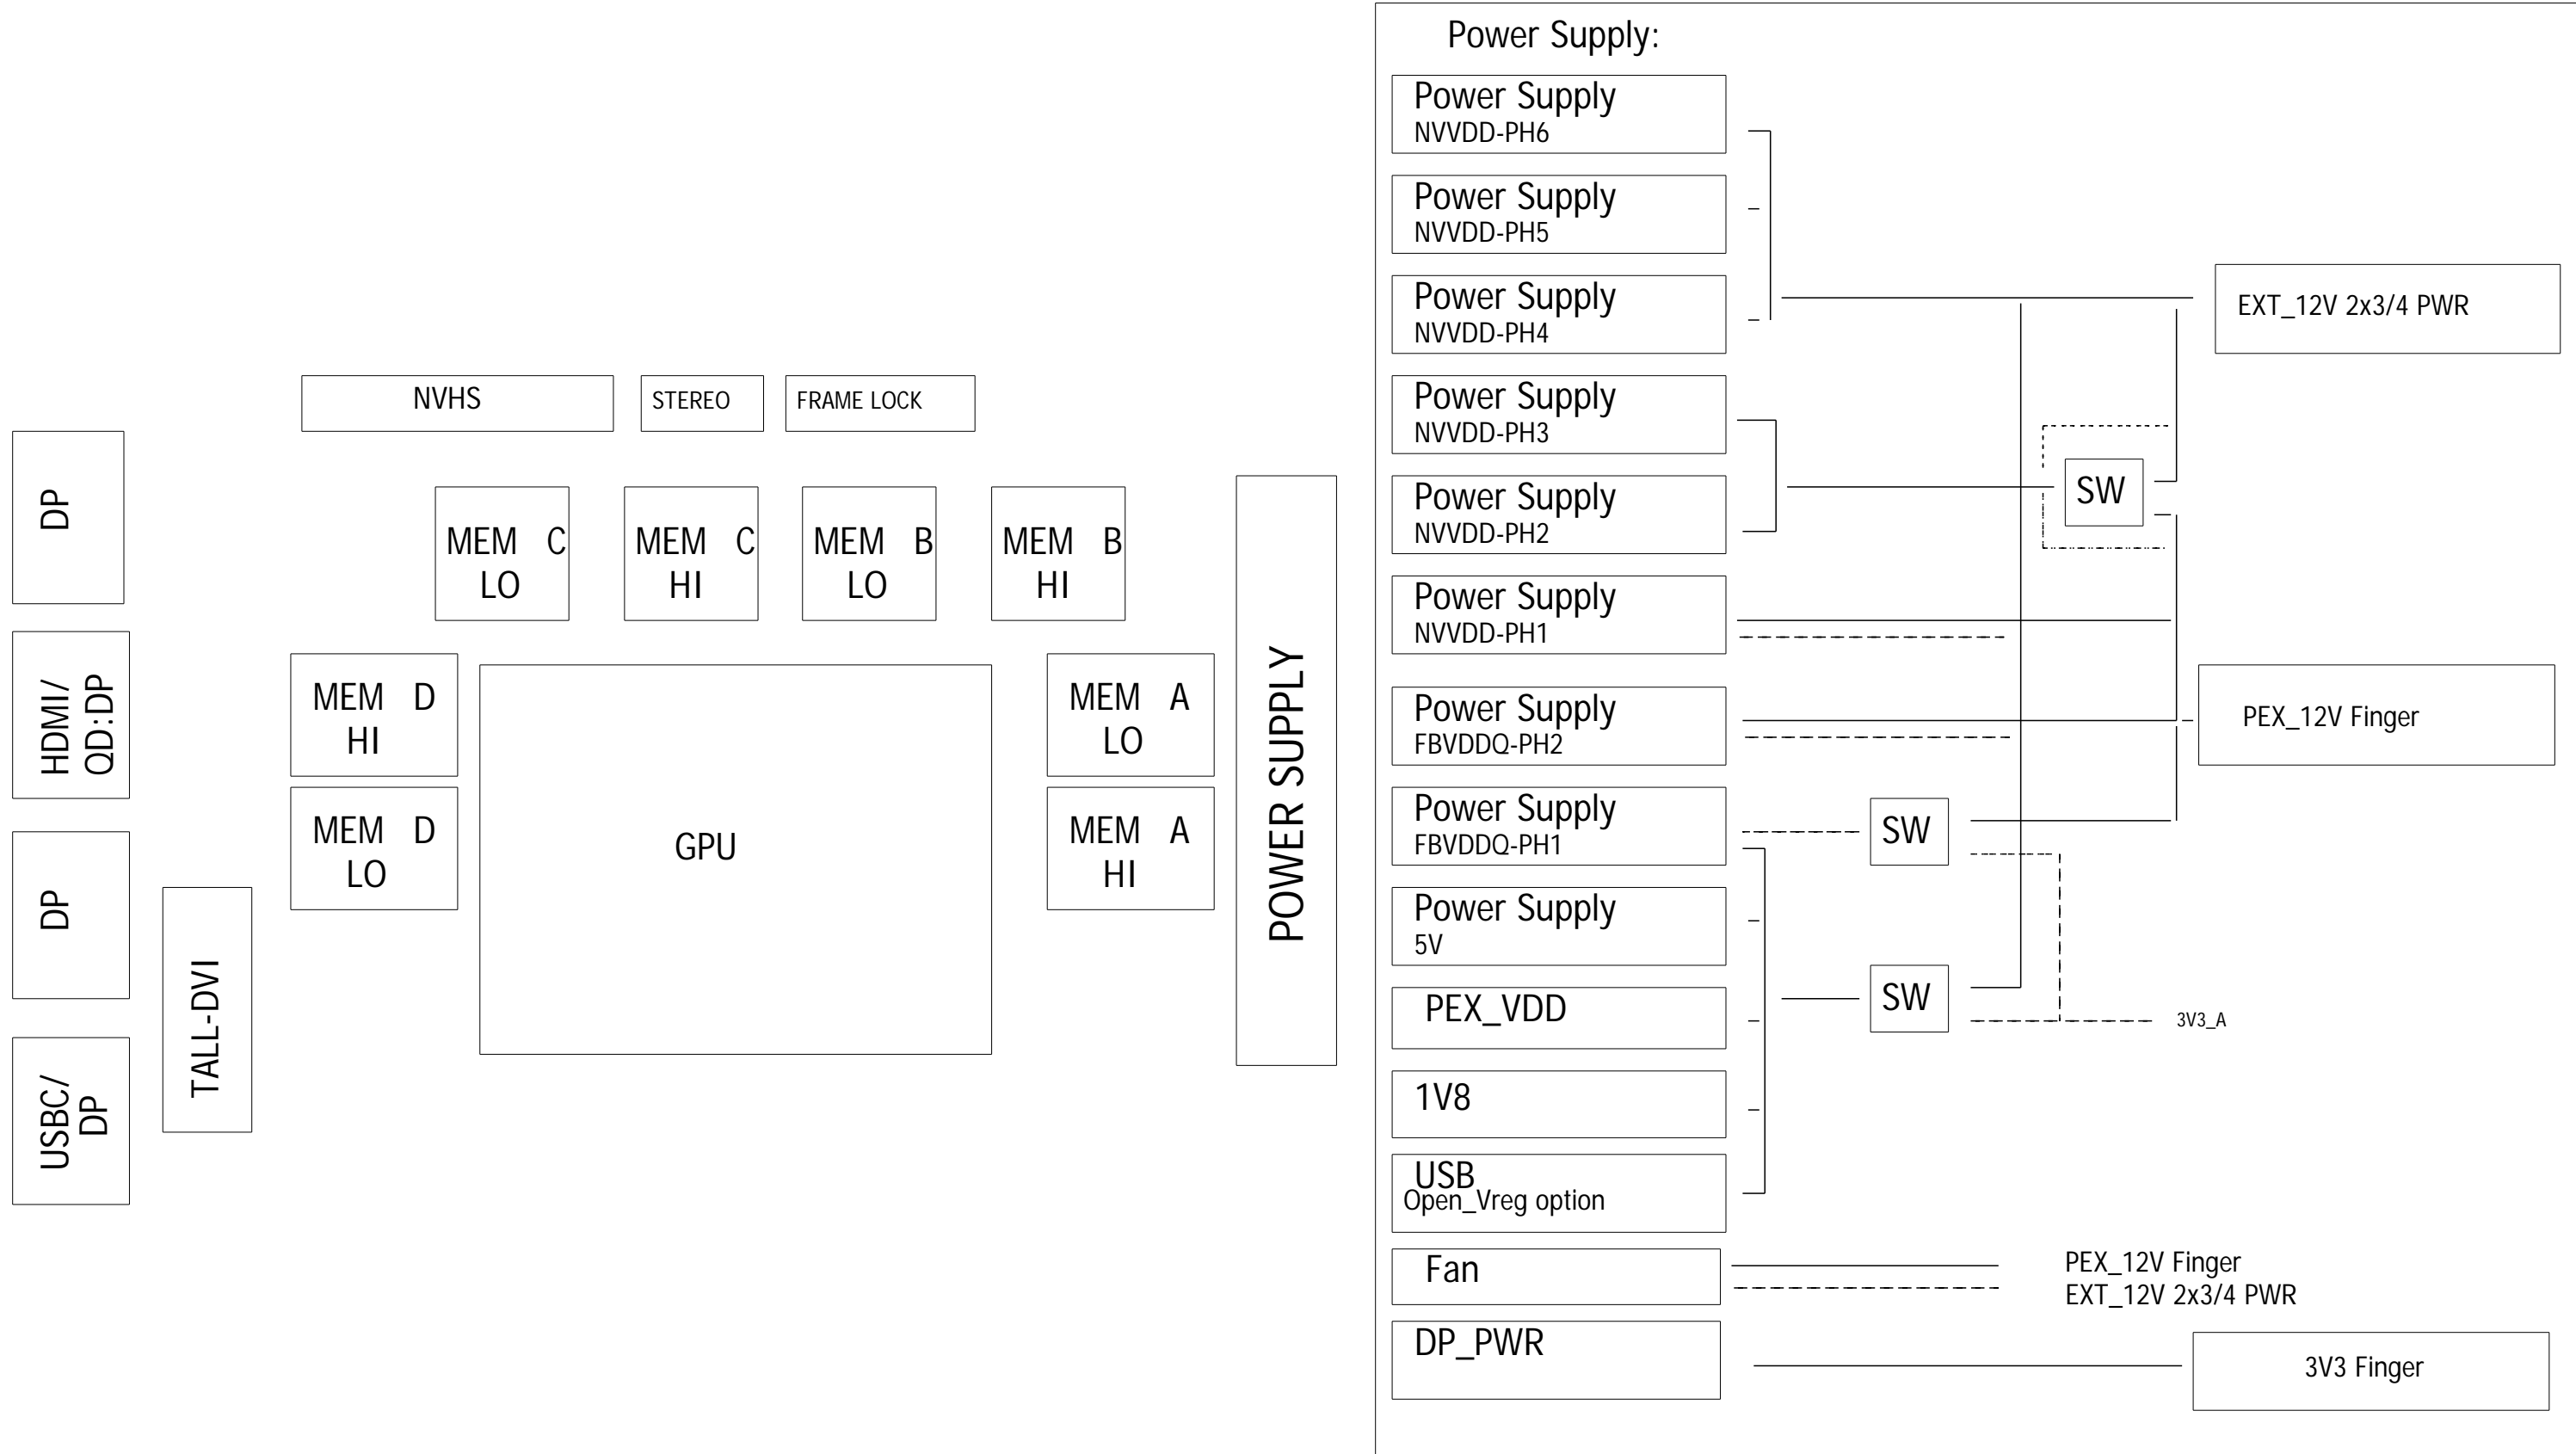 NVHS
STEREO
FRAME LOCK
DP
HDMI/
QD:DP
DP
USBC/
DP
TALL-DVI
MEM C
LO
MEM C
HI
MEM B
LO
MEM B
HI
MEM D
HI
MEM D
LO
GPU
MEM A
LO
MEM A
HI
POWER SUPPLY
Power Supply:
Power Supply
NVVDD-PH6
Power Supply
NVVDD-PH5
Power Supply
NVVDD-PH4
Power Supply
NVVDD-PH3
Power Supply
NVVDD-PH2
Power Supply
NVVDD-PH1
Power Supply
FBVDDQ-PH2
Power Supply
FBVDDQ-PH1
Power Supply
5V
PEX_VDD
1V8
USB
Open_Vreg option
Fan
DP_PWR
SW
SW
SW
EXT_12V 2x3/4 PWR
PEX_12V Finger
3V3_A
PEX_12V Finger
EXT_12V 2x3/4 PWR
3V3 Finger